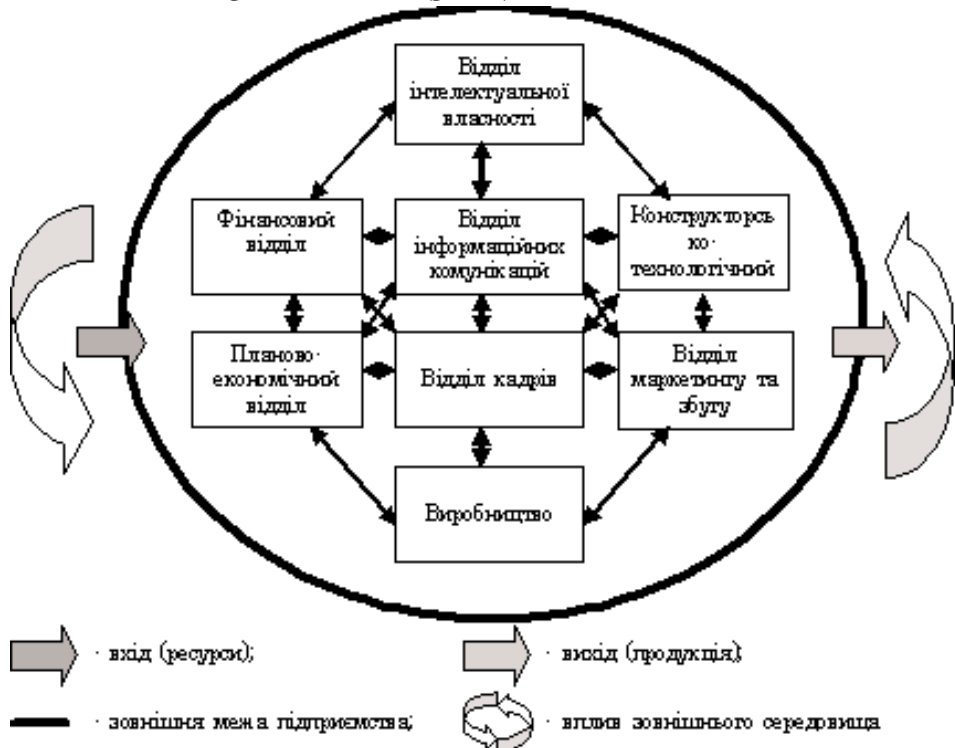 Відділ
інтелектуальної
власності
Фінансовий
відділ
Відділ
інформаційних
комунікацій
Конструкторсь
ко-
технологічний
Планово-
економічний
відділ
Відділ кадрів
Відділ
маркетингу та
збуту
Виробництво
- вхід (ресурси);
- вихід (продукція);
- зовнішня межа підприємства;
- вплив зовнішнього середовища